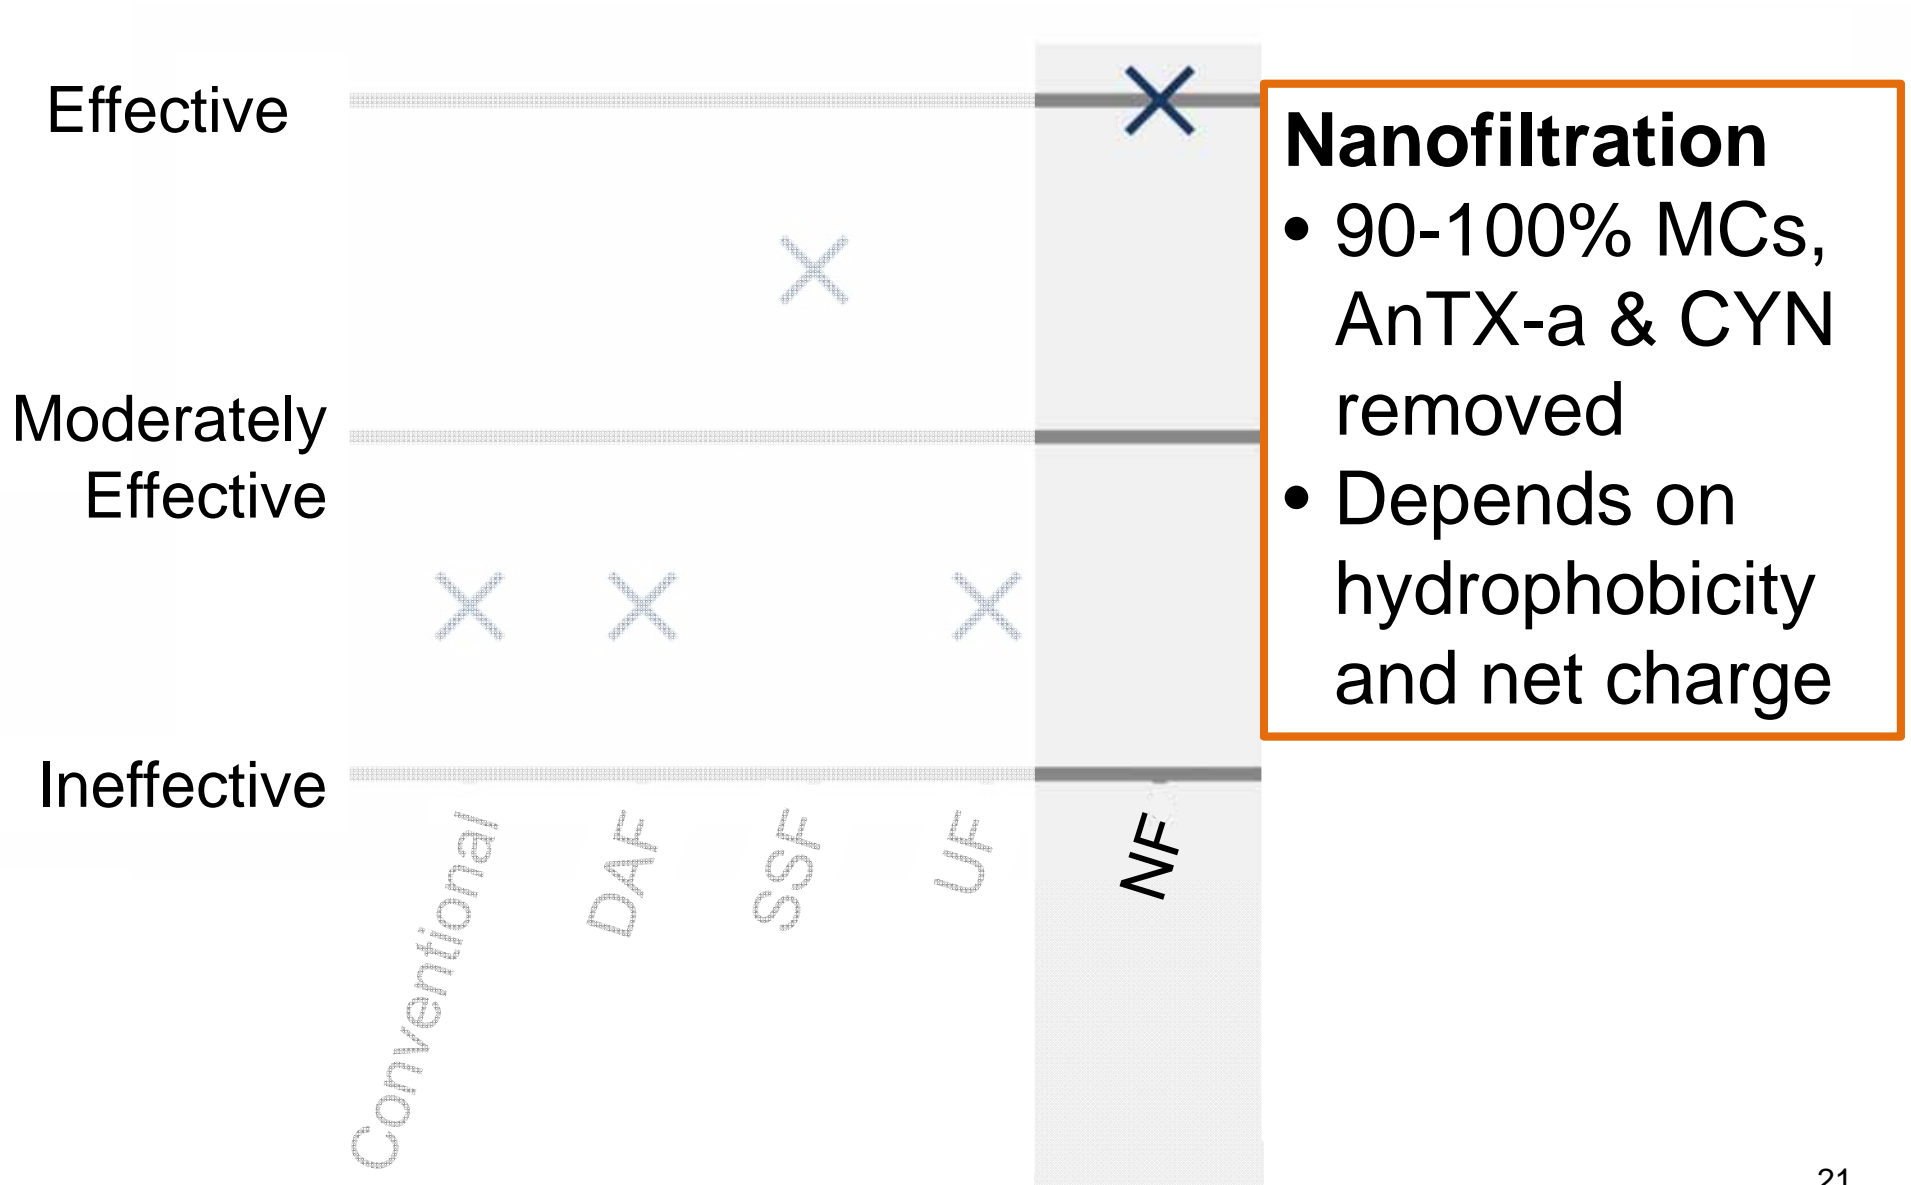 Effective
Moderately
Effective
Ineffective
Conventional
DAF
SSF
UF
NF
Nanofiltration
• 90-100% MCs,
AnTX-a & CYN
removed
• Depends on
hydrophobicity
and net charge
21